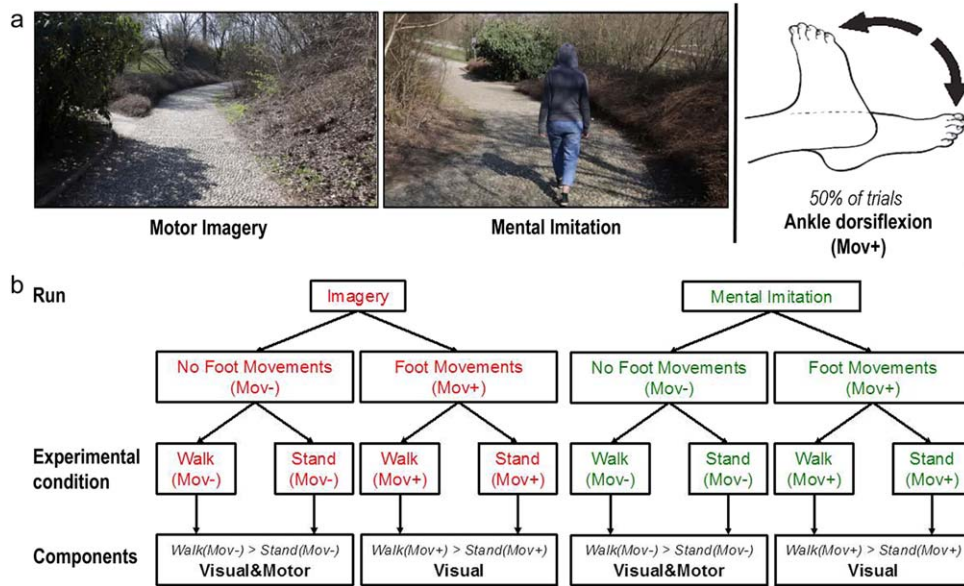 a
Motor Imagery
Mental Imitation
50% of trials
Ankle dorsiflexion
(Mov+)
b
Run
Imagery
Mental Imitation
No Foot Movements
(Mov-)
Foot Movements
(Mov+)
No Foot Movements
(Mov-)
Foot Movements
(Mov+)
Experimental
condition
Walk
(Mov-)
Stand
(Mov-)
Walk
(Mov+)
Stand
(Mov+)
Walk
(Mov-)
Stand
(Mov-)
Walk
(Mov+)
Stand
(Mov+)
Components
Walk(Mov-) > Stand(Mov-)
Visual&Motor
Walk(Mov+) > Stand(Mov+)
Visual
Walk(Mov-) > Stand(Mov-)
Visual&Motor
Walk(Mov+) > Stand(Mov+)
Visual